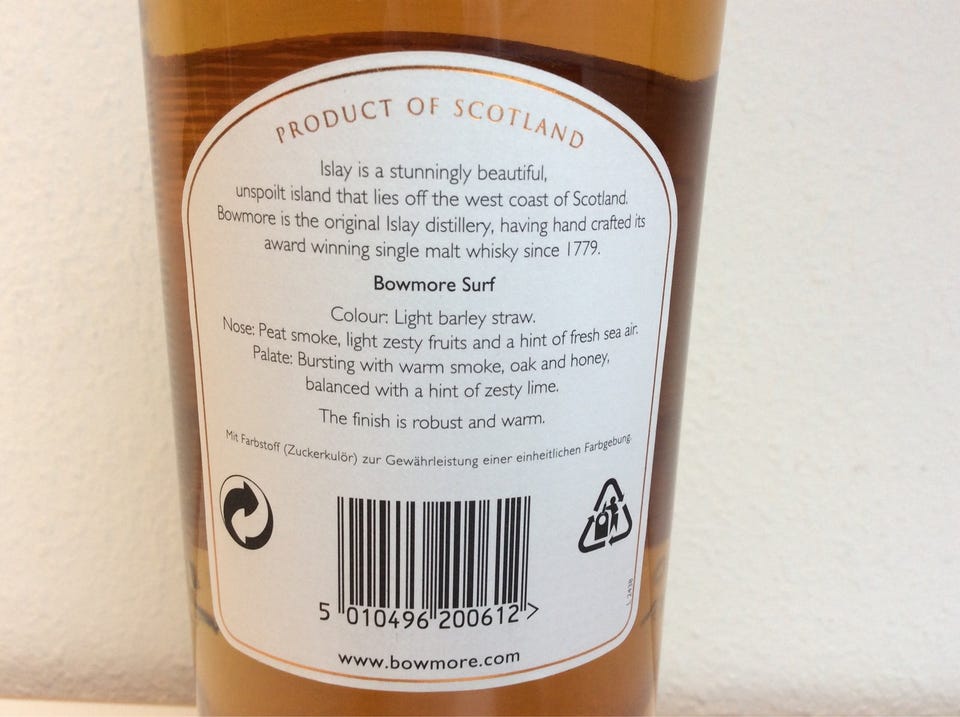 PRODUCT OF SCOTLAND
Islay is a stunningly beautiful,
unspoilt island that lies off the west coast of Scotland.
Bowmore is the original Islay distillery, having hand crafted its
award winning single malt whisky since 1779.
Bowmore Surf
Colour: Light barley straw.
Nose: Peat smoke, light zesty fruits and a hint of fresh sea air.
Palate: Bursting with warm smoke, oak and honey,
balanced with a hint of zesty lime.
The finish is robust and warm.
Mit Farbstoff (Zuckerkulör) zur Gewährleistung einer einheitlichen Farbgebung.
5 010496 200612 >
www.bowmore.com